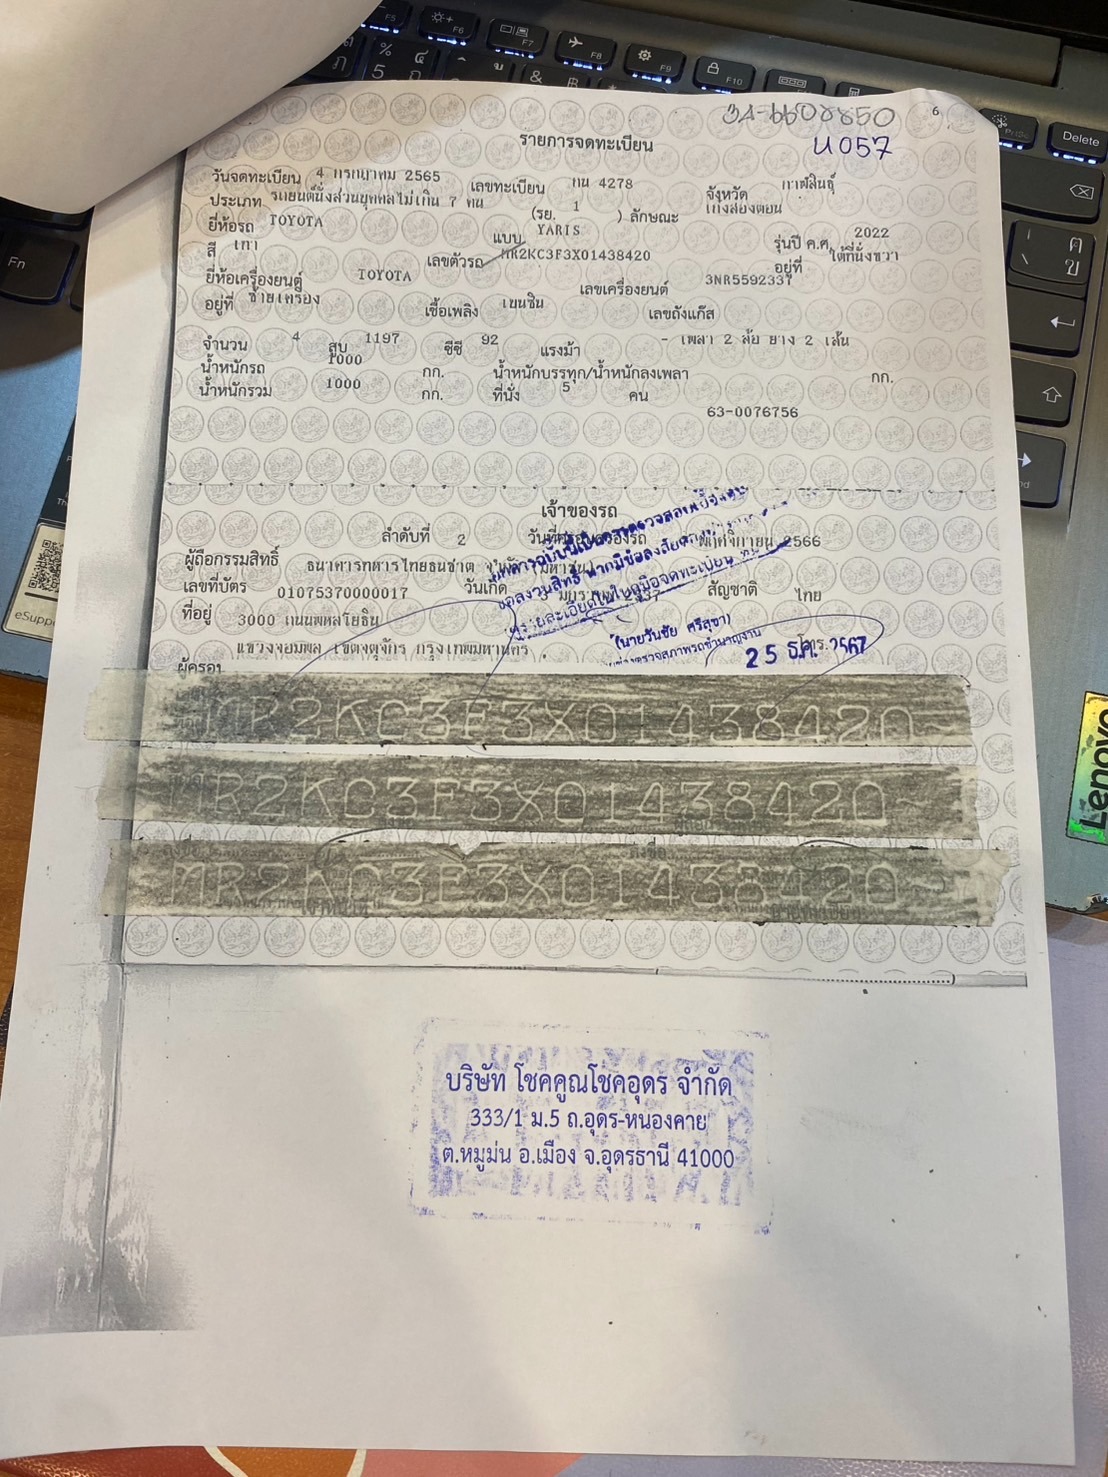 34-6608850
6
น057
รายการจดทะเบียน
วันจดทะเบียน 4 กรกฎาคม 2565 เลขทะเบียน กน 4278 จังหวัด กาฬสินธุ์
ประเภท รถยนต์นั่งส่วนบุคคลไม่เกิน 7 คน (รย. 1 ) ลักษณะ เก๋งสองตอน
ยี่ห้อรถ TOYOTA แบบ YARIS รุ่นปี ค.ศ. 2022
สี เทา เลขตัวรถ MR2KC3F3X01438420 อยู่ที่ ใต้ที่นั่งขวา
ยี่ห้อเครื่องยนต์ TOYOTA เลขเครื่องยนต์ 3NR5592337
อยู่ที่ ซ้ายเครื่อง เชื้อเพลิง เบนซิน เลขถังแก๊ส
จำนวน 4 สูบ 1197 ซีซี 92 แรงม้า - เพลา 2 ล้อ ยาง 2 เส้น
น้ำหนักรถ 1000 กก. น้ำหนักบรรทุก/น้ำหนักลงเพลา กก.
น้ำหนักรวม 1000 กก. ที่นั่ง 5 คน
63-0076756
เจ้าของรถ
ลำดับที่ 2 พฤศจิกายน 2566
ผู้ถือกรรมสิทธิ์ ธนาคารทหารไทยธนชาต
เลขที่บัตร 0107537000017 วันเกิด สัญชาติ ไทย
ที่อยู่ 3000 ถนนพหลโยธิน
แขวงจอมพล เขตจตุจักร กรุงเทพมหานคร
(นายวันชัย ศรีสุขา)
25 ธ.ค. 2567
MR2KC3F3X01438420
MR2KC3F3X01438420
MR2KC3F3X01438420
บริษัท โชคคูณโชคอุดร จำกัด
333/1 ม.5 ถ.อุดร-หนองคาย
ต.หมูม่น อ.เมือง จ.อุดรธานี 41000
Fn
F5
F6
F7
F8
F9
F10
Delete
Lenovo